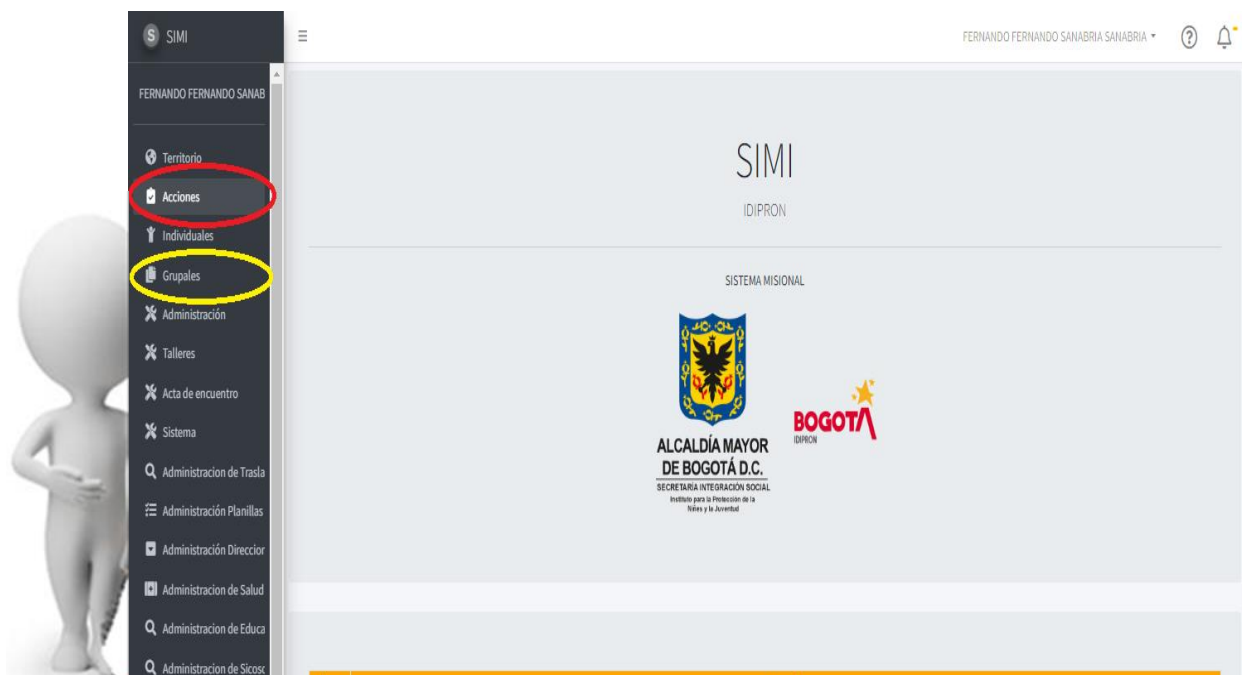 S SIMI
FERNANDO FERNANDO SANABRIA SANABRIA
FERNANDO FERNANDO SANAB
Territorio
Acciones
Individuales
Grupales
Administración
Talleres
Acta de encuentro
Sistema
Administracion de Trasla
Administración Planillas
Administración Direccior
Administracion de Salud
Administracion de Educa
Administracion de Sicosc
SIMI
IDIPRON
SISTEMA MISIONAL
ALCALDÍA MAYOR
DE BOGOTÁ D.C.
SECRETARÍA INTEGRACIÓN SOCIAL
Instituto para la Protección de la
Niñez y la Juventud
BOGOTÁ
IDIPRON